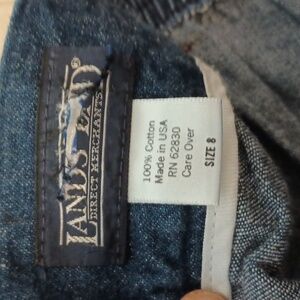 LANDS' END®
DIRECT MERCHANTS
100% Cotton
Made in USA
RN 62830
Care Over
SIZE 8